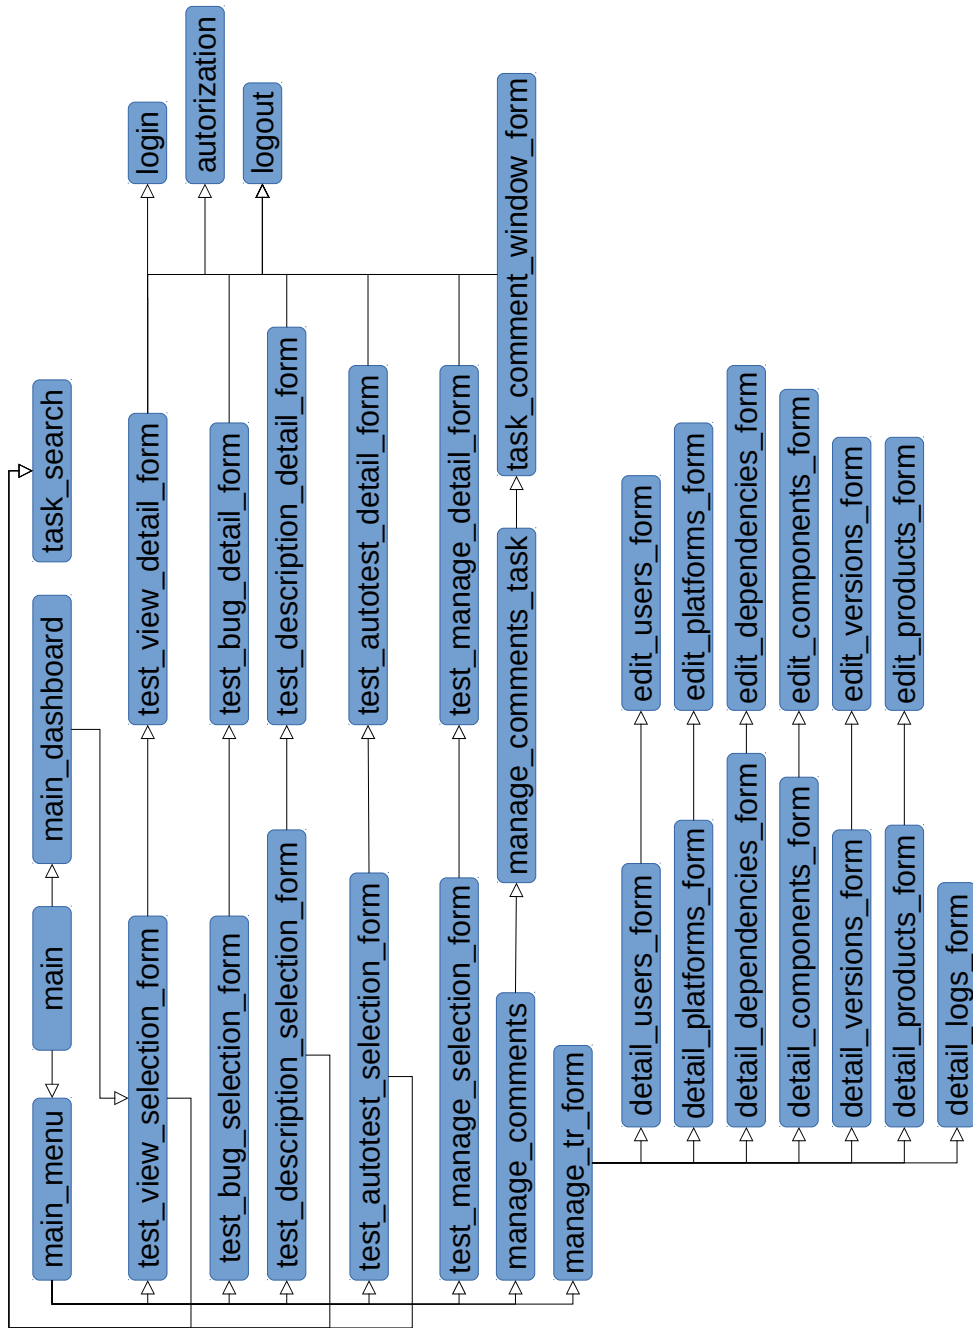 main_menu
main
main_dashboard
task_search
test_view_selection_form
test_view_detail_form
login
autorization
test_bug_selection_form
test_bug_detail_form
logout
test_description_selection_form
test_description_detail_form
test_autotest_selection_form
test_autotest_detail_form
test_manage_selection_form
test_manage_detail_form
manage_comments
manage_comments_task
task_comment_window_form
manage_tr_form
detail_users_form
edit_users_form
detail_platforms_form
edit_platforms_form
detail_dependencies_form
edit_dependencies_form
detail_components_form
edit_components_form
detail_versions_form
edit_versions_form
detail_products_form
edit_products_form
detail_logs_form